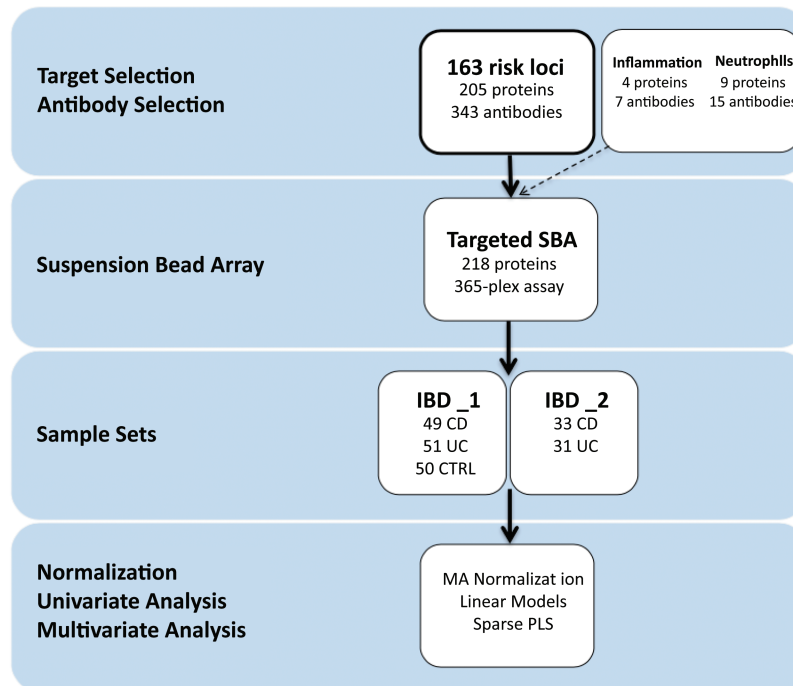 Target Selection
Antibody Selection
163 risk loci
205 proteins
343 antibodies
Inflammation
4 proteins
7 antibodies
Neutrophils
9 proteins
15 antibodies
Suspension Bead Array
Targeted SBA
218 proteins
365-plex assay
Sample Sets
IBD _1
49 CD
51 UC
50 CTRL
IBD _2
33 CD
31 UC
Normalization
Univariate Analysis
Multivariate Analysis
MA Normalizat ion
Linear Models
Sparse PLS